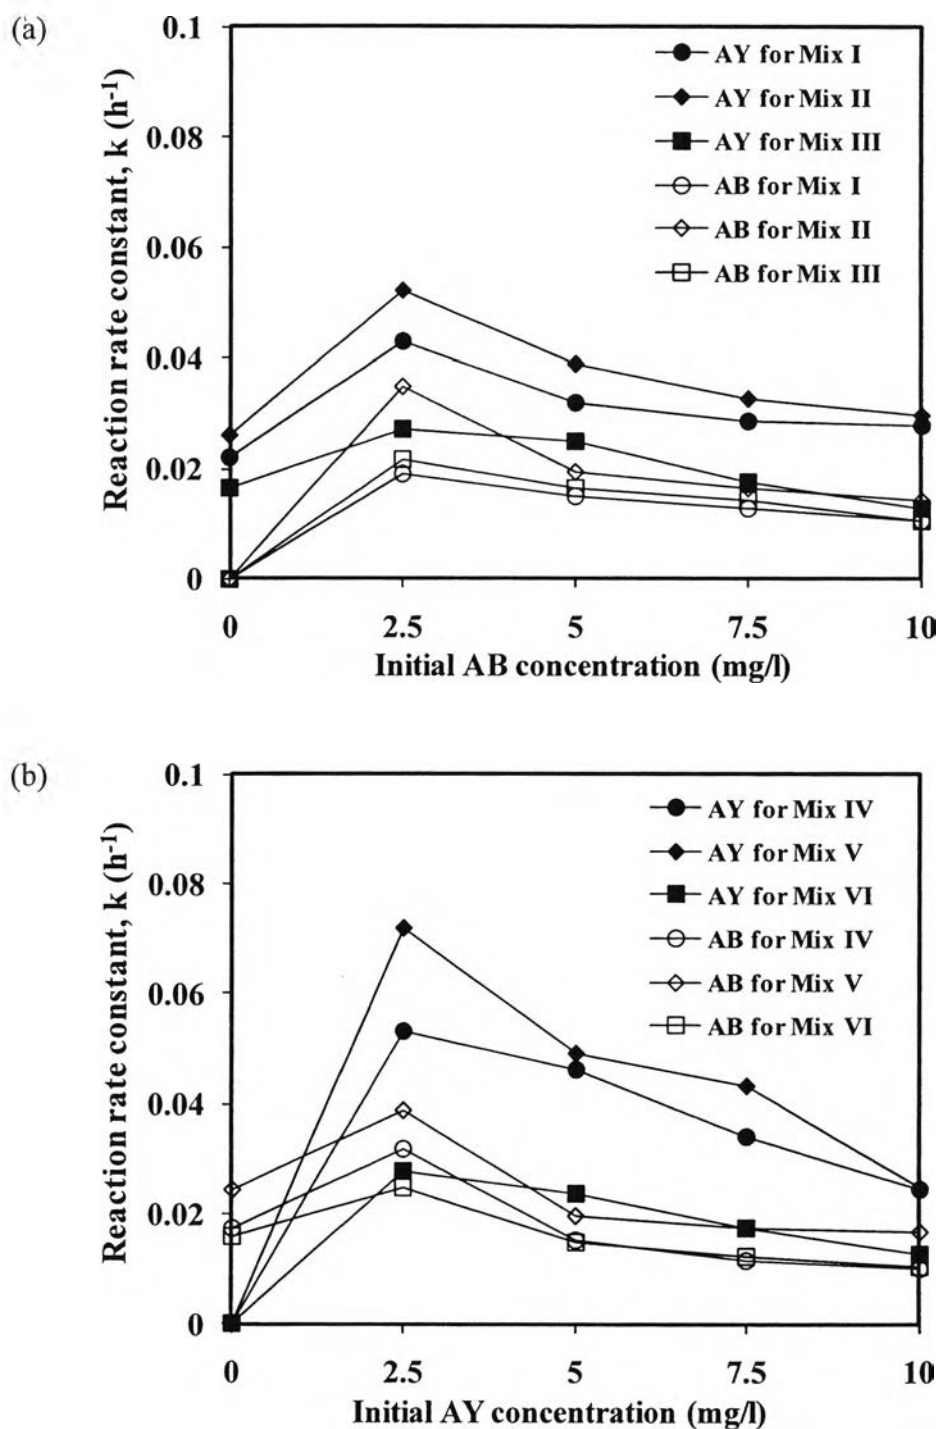 (a)
Reaction rate constant, k (h⁻¹)
0.1
0.08
0.06
0.04
0.02
0
AY for Mix I
AY for Mix II
AY for Mix III
AB for Mix I
AB for Mix II
AB for Mix III
0 2.5 5 7.5 10
Initial AB concentration (mg/l)
(b)
Reaction rate constant, k (h⁻¹)
0.1
0.08
0.06
0.04
0.02
0
AY for Mix IV
AY for Mix V
AY for Mix VI
AB for Mix IV
AB for Mix V
AB for Mix VI
0 2.5 5 7.5 10
Initial AY concentration (mg/l)